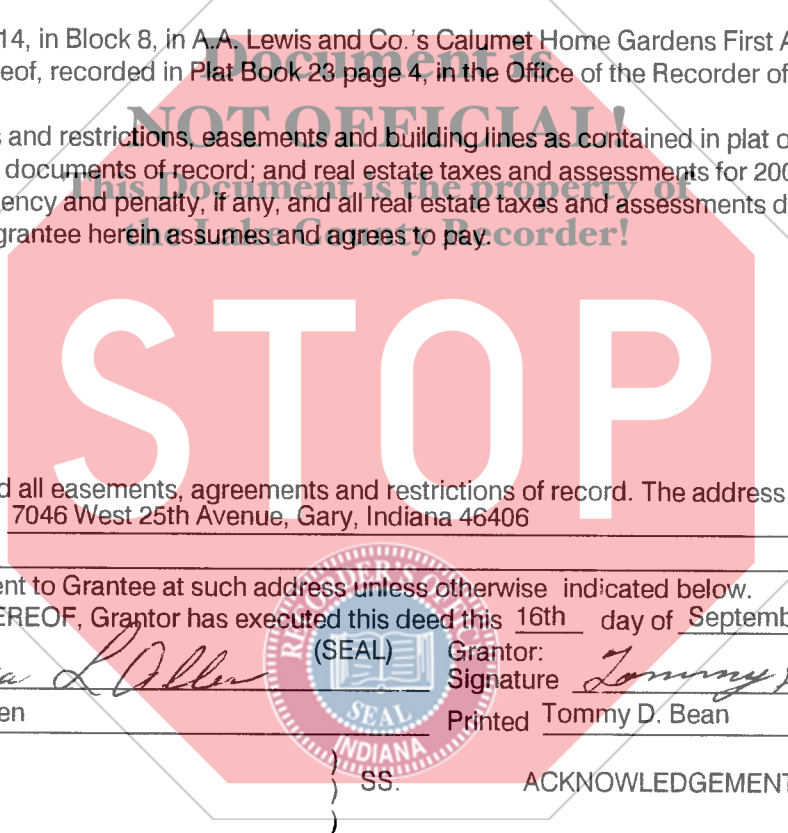 14, in Block 8, in A.A. Lewis and Co.'s Calumet Home Gardens First
Document is
eof, recorded in Plat Book 23 page 4, in the Office of the Recorder of
NOT OFFICIAL!
and restrictions, easements and building lines as contained in plat
documents of record; and real estate taxes and assessments for 200
This Document is the property of
ency and penalty, if any, and all real estate taxes and assessments d
the Lake County Recorder!
grantee herein assumes and agrees to pay.
STOP
d all easements, agreements and restrictions of record. The address
7046 West 25th Avenue, Gary, Indiana 46406
ent to Grantee at such address unless otherwise indicated below.
EREOF, Grantor has executed this deed this 16th day of Septemb
(SEAL) Grantor:
L Allen Signature Tommy
en Printed Tommy D. Bean
RECORDER'S OFFICE
SEAL
INDIANA
) SS: ACKNOWLEDGEMENT
)